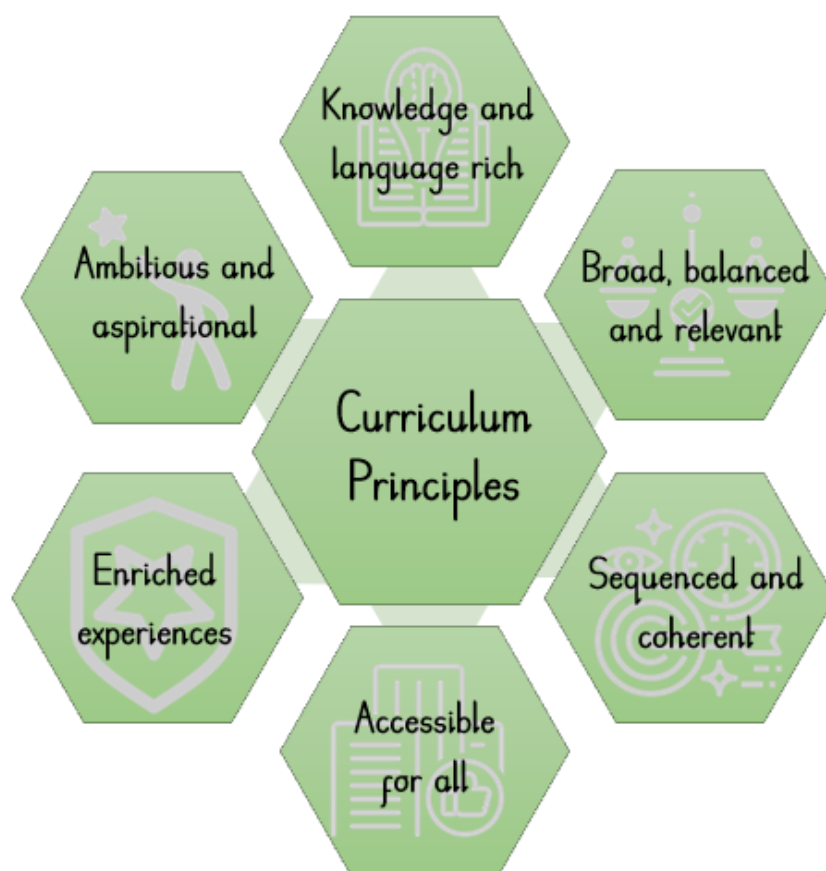 Knowledge and
language rich
Ambitious and
aspirational
Broad, balanced
and relevant
Curriculum
Principles
Enriched
experiences
Sequenced and
coherent
Accessible
for all